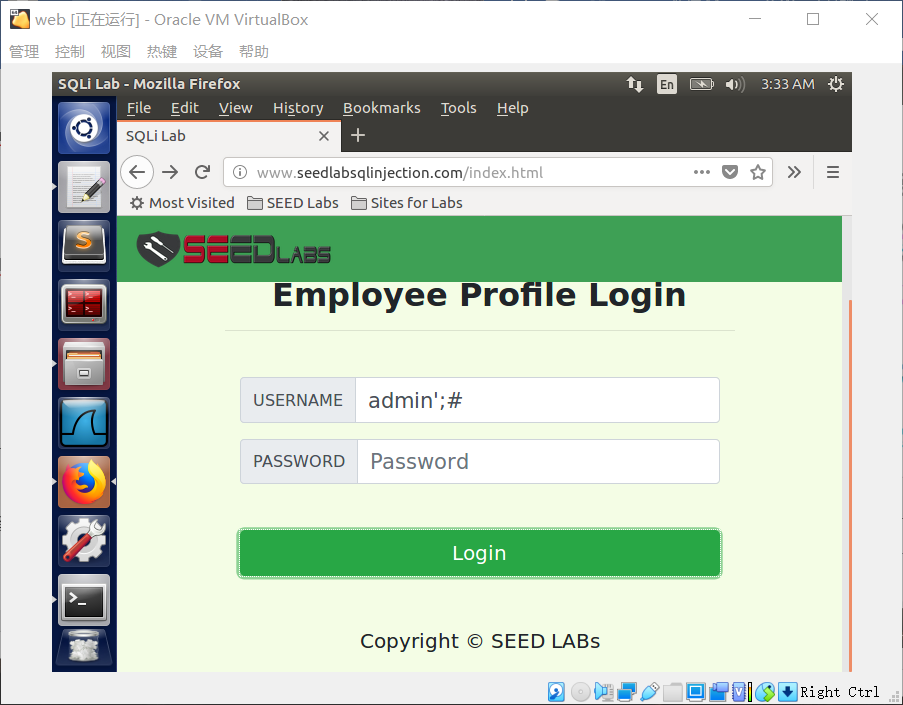 web [正在运行] - Oracle VM VirtualBox
管理 控制 视图 热键 设备 帮助
SQLi Lab - Mozilla Firefox En 3:33 AM
File Edit View History Bookmarks Tools Help
SQLi Lab
www.seedlabsqlinjection.com/index.html
Most Visited SEED Labs Sites for Labs
SEEDLABS
Employee Profile Login
USERNAME admin';#
PASSWORD Password
Login
Copyright © SEED LABs
Right Ctrl